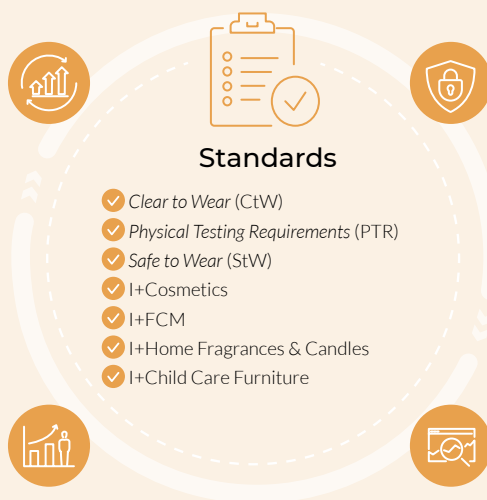 Standards
Clear to Wear (CtW)
Physical Testing Requirements (PTR)
Safe to Wear (StW)
I+Cosmetics
I+FCM
I+Home Fragrances & Candles
I+Child Care Furniture